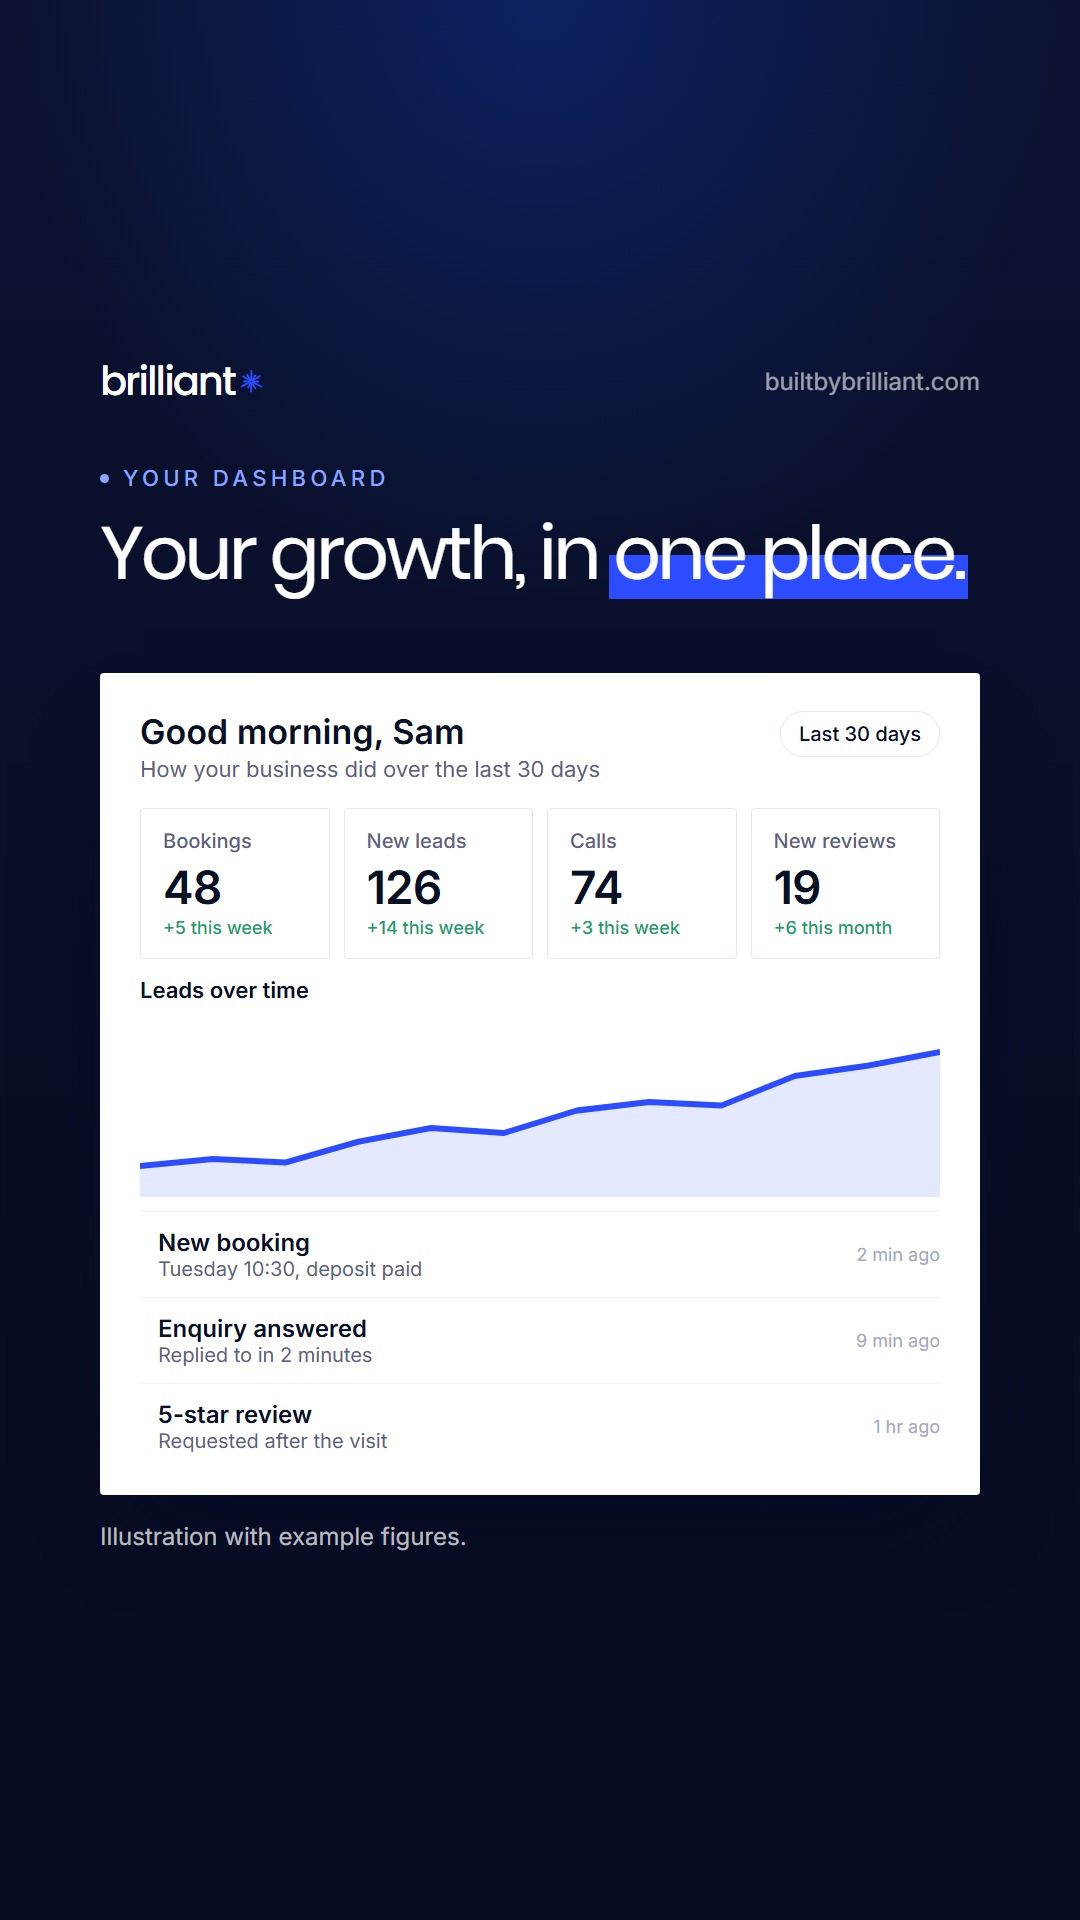 brilliant
builtbybrilliant.com
YOUR DASHBOARD
Your growth, in one place.
Good morning, Sam
Last 30 days
How your business did over the last 30 days
Bookings
48
+5 this week
New leads
126
+14 this week
Calls
74
+3 this week
New reviews
19
+6 this month
Leads over time
New booking
Tuesday 10:30, deposit paid
2 min ago
Enquiry answered
Replied to in 2 minutes
9 min ago
5-star review
Requested after the visit
1 hr ago
Illustration with example figures.